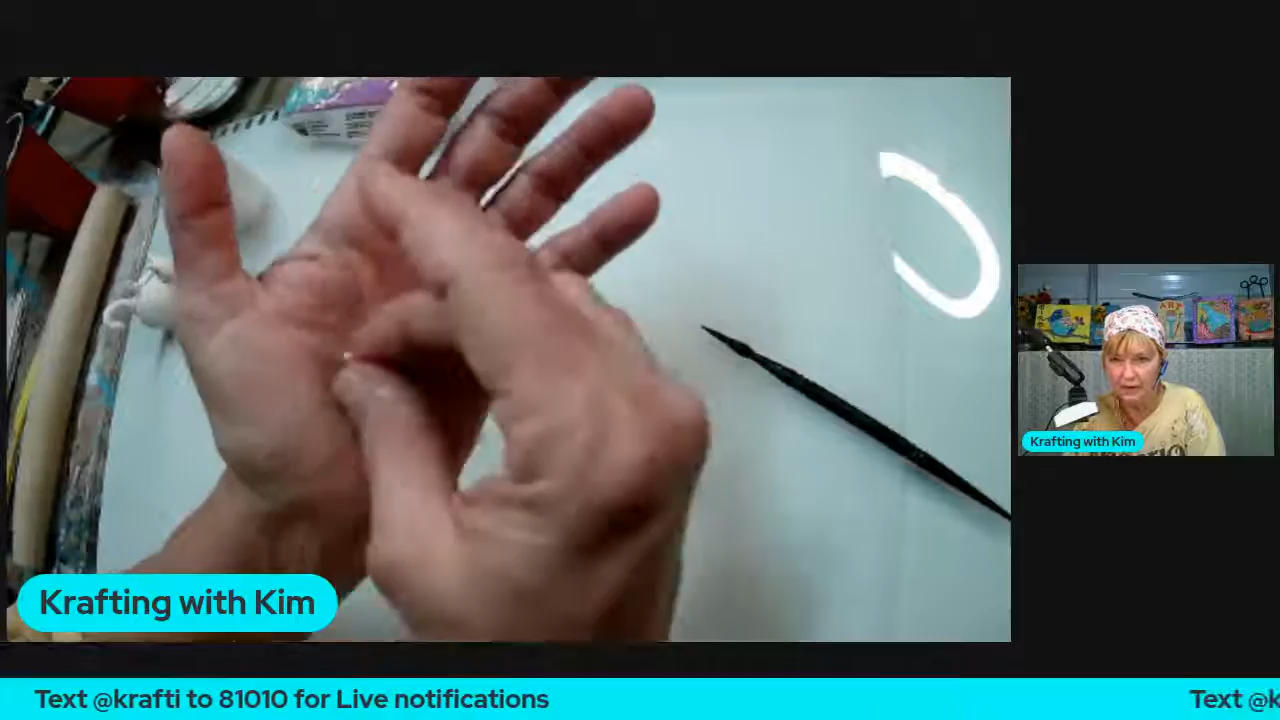 Krafting with Kim
Krafting with Kim
Text @krafti to 81010 for Live notifications
Text @k